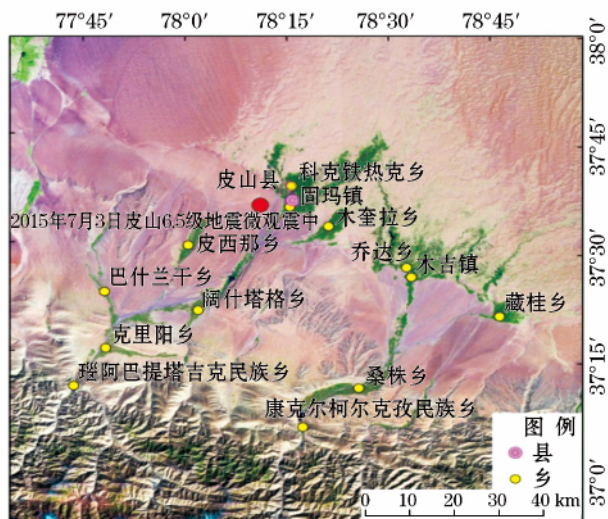 77°45′ 78°0′ 78°15′ 78°30′ 78°45′
38°0′
37°45′
科克铁热克乡
皮山县
固玛镇
2015年7月3日皮山6.5级地震微观震中
木奎拉乡
皮西那乡
乔达乡
37°30′
木吉镇
巴什兰干乡
阔什塔格乡
藏桂乡
克里阳乡
37°15′
瑙阿巴提塔吉克民族乡
桑株乡
康克尔柯尔克孜民族乡
图 例
县
乡
37°0′
0 10 20 30 40 km